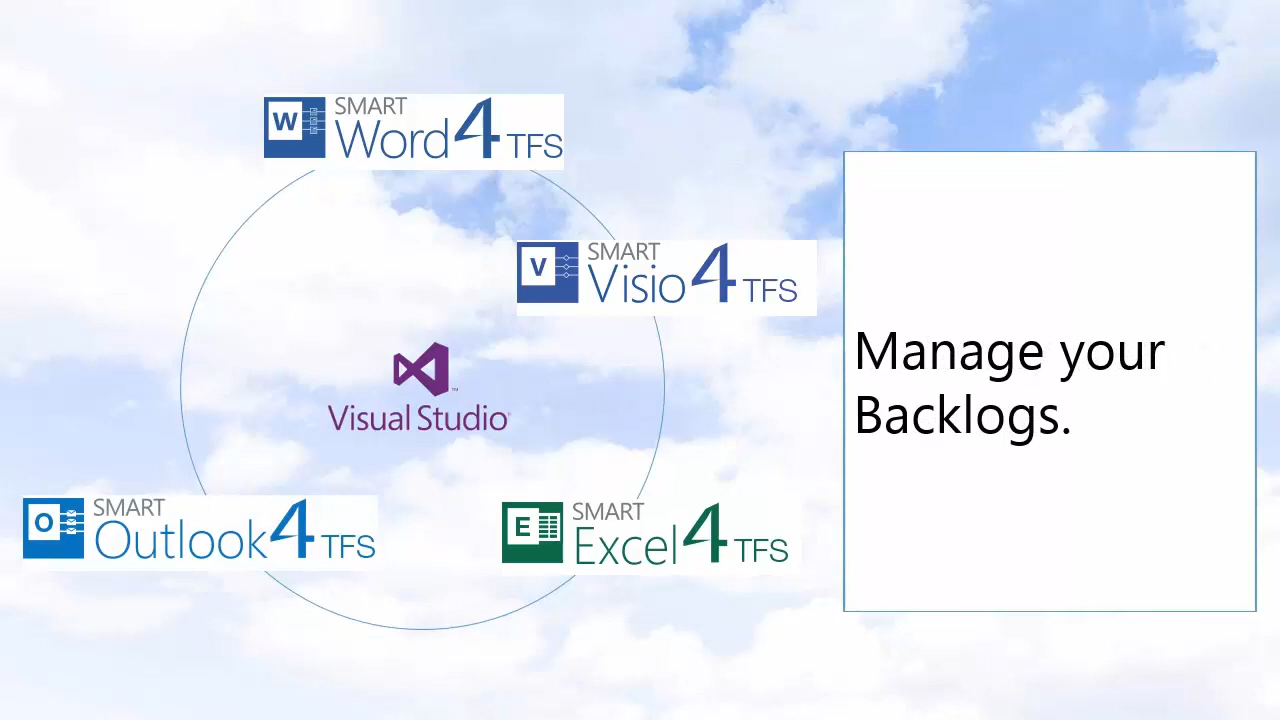 W
SMART
Word4TFS
V
SMART
Visio4TFS
Visual Studio
Manage your
Backlogs.
O
SMART
Outlook4TFS
E
SMART
Excel4TFS